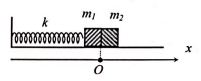 k m₁ m₂
O x